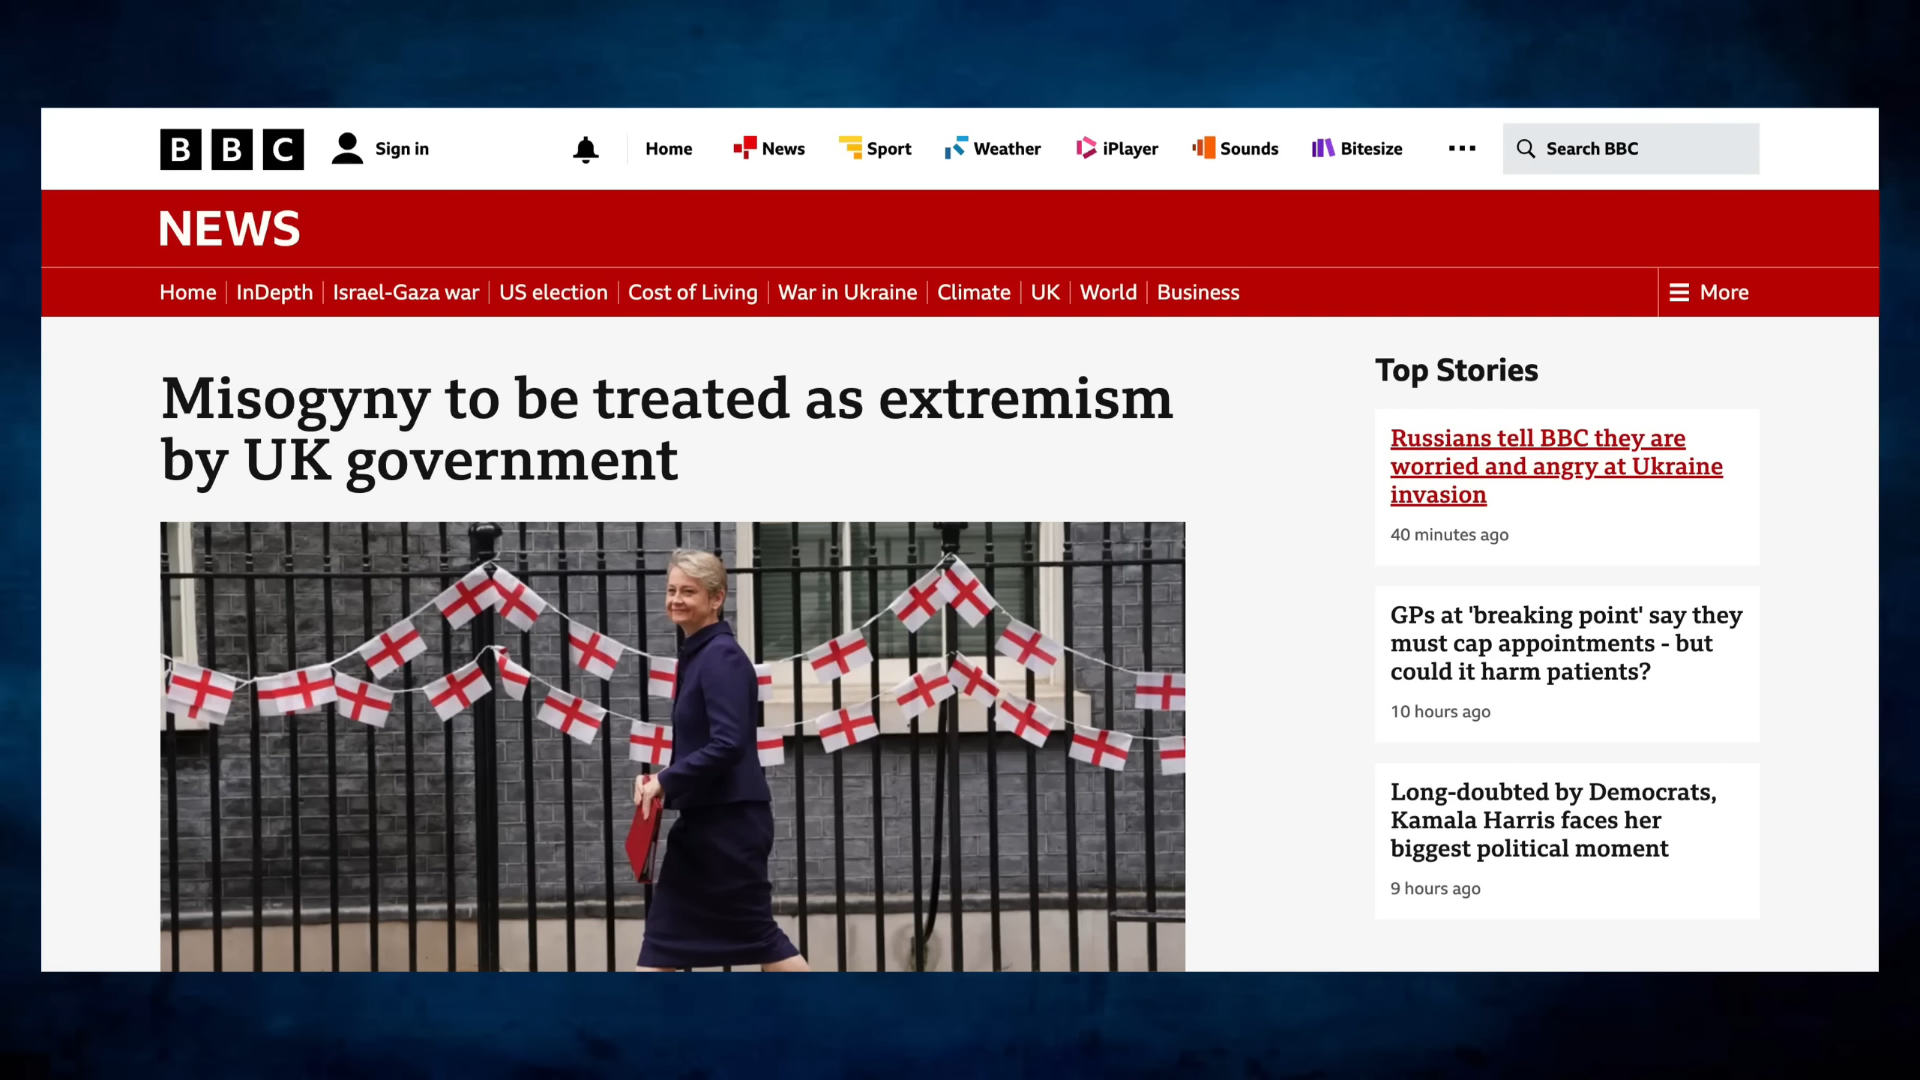 BBC Sign in Home News Sport Weather iPlayer Sounds Bitesize Search BBC
NEWS
Home InDepth Israel-Gaza war US election Cost of Living War in Ukraine Climate UK World Business More
Misogyny to be treated as extremism
by UK government
Top Stories
Russians tell BBC they are
worried and angry at Ukraine
invasion
40 minutes ago
GPs at 'breaking point' say they
must cap appointments - but
could it harm patients?
10 hours ago
Long-doubted by Democrats,
Kamala Harris faces her
biggest political moment
9 hours ago